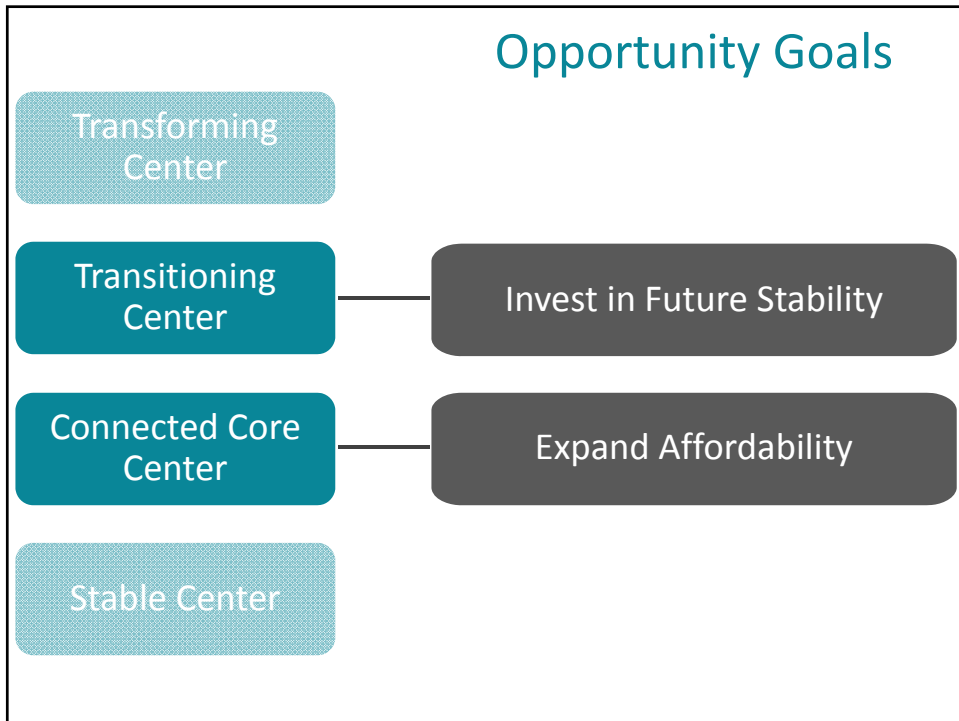 Opportunity Goals
Transforming
Center
Transitioning
Center
Invest in Future Stability
Connected Core
Center
Expand Affordability
Stable Center